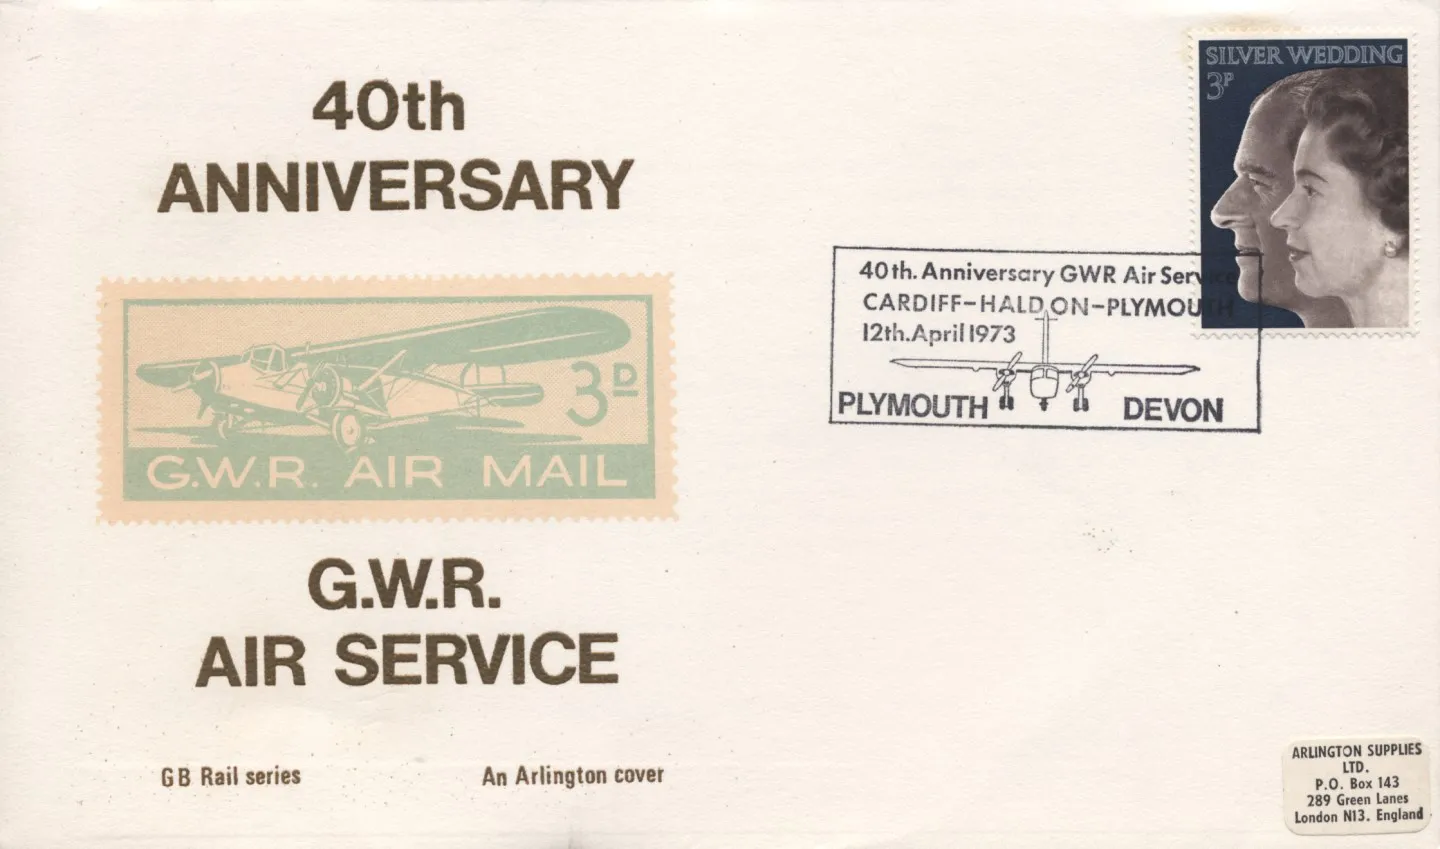 40th
ANNIVERSARY
3D
G.W.R. AIR MAIL
G.W.R.
AIR SERVICE
GB Rail series
An Arlington cover
SILVER WEDDING
3P
40th. Anniversary GWR Air Service
CARDIFF-HALDON-PLYMOUTH
12th. April 1973
PLYMOUTH DEVON
ARLINGTON SUPPLIES
LTD.
P.O. Box 143
289 Green Lanes
London N13. England